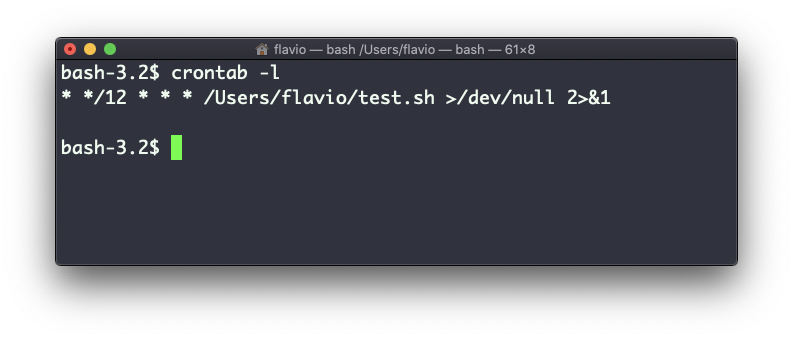 flavio — bash /Users/flavio — bash — 61×8
bash-3.2$ crontab -l
* */12 * * * /Users/flavio/test.sh >/dev/null 2>&1
bash-3.2$